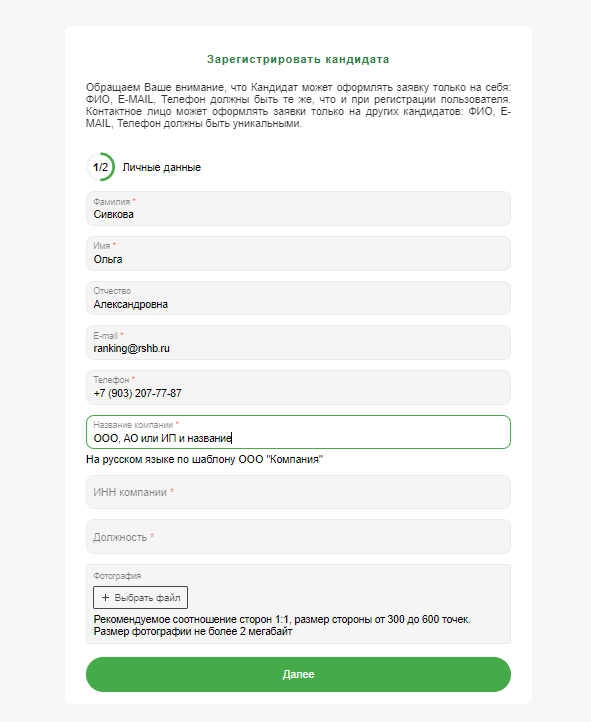 Зарегистрировать кандидата
Обращаем Ваше внимание, что Кандидат может оформлять заявку только на себя:
ФИО, E-MAIL, Телефон должны быть те же, что и при регистрации пользователя.
Контактное лицо может оформлять заявки только на других кандидатов: ФИО, E-
MAIL, Телефон должны быть уникальными.
1/2 Личные данные
Фамилия *
Сивкова
Имя *
Ольга
Отчество
Александровна
E-mail *
ranking@rshb.ru
Телефон *
+7 (903) 207-77-87
Название компании *
ООО, АО или ИП и название
На русском языке по шаблону ООО "Компания"
ИНН компании *
Должность *
Фотография
+ Выбрать файл
Рекомендуемое соотношение сторон 1:1, размер стороны от 300 до 600 точек.
Размер фотографии не более 2 мегабайт
Далее